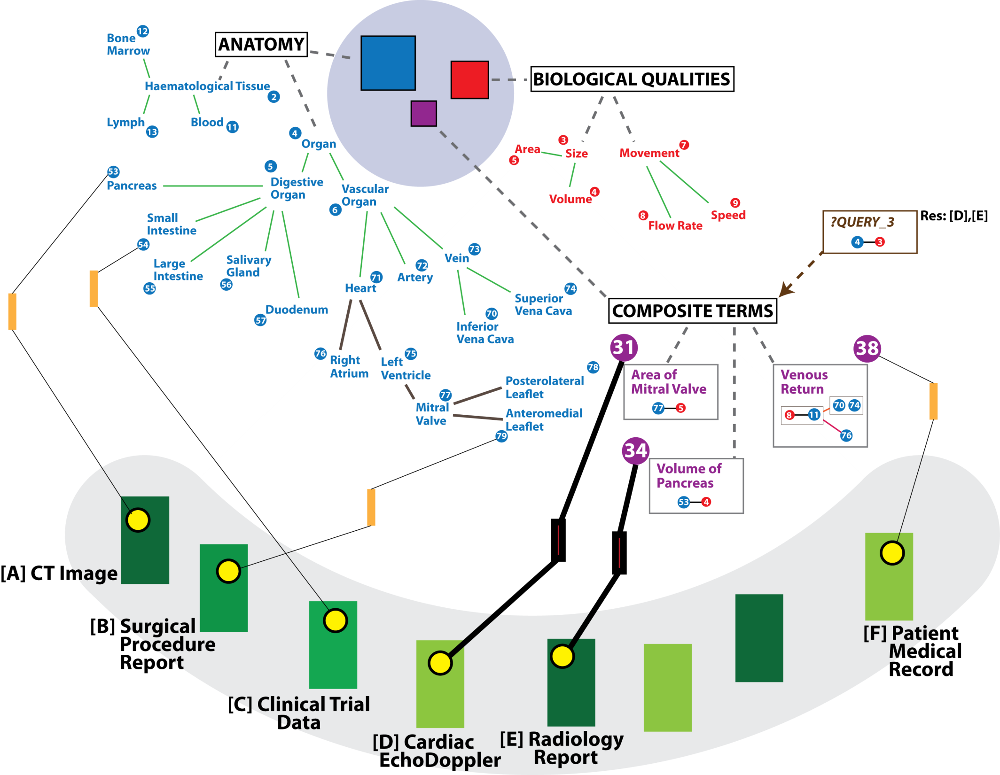 12
Bone
Marrow
ANATOMY
BIOLOGICAL QUALITIES
Haematological Tissue
2
Lymph
13
Blood
11
4
Organ
3
Area
5
Size
7
Movement
4
Volume
9
Speed
8
Flow Rate
53
Pancreas
5
Digestive
Organ
Vascular
Organ
6
?QUERY_3
4 3
Res: [D],[E]
Small
Intestine
54
Large
Intestine
55
Salivary
Gland
56
Duodenum
57
71
Heart
72
Artery
73
Vein
74
Superior
Vena Cava
70
Inferior
Vena Cava
COMPOSITE TERMS
76
Right
Atrium
75
Left
Ventricle
77
Mitral
Valve
78
Posterolateral
Leaflet
Anteromedial
Leaflet
79
31
Area of
Mitral Valve
77 5
38
Venous
Return
70 74
8 11
76
34
Volume of
Pancreas
53 4
[A] CT Image
[B] Surgical
Procedure
Report
[C] Clinical Trial
Data
[D] Cardiac
EchoDoppler
[E] Radiology
Report
[F] Patient
Medical
Record